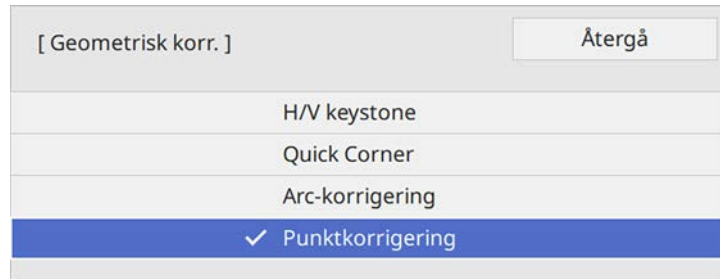 [ Geometrisk korr. ]
Återgå
H/V keystone
Quick Corner
Arc-korrigering
Punktkorrigering